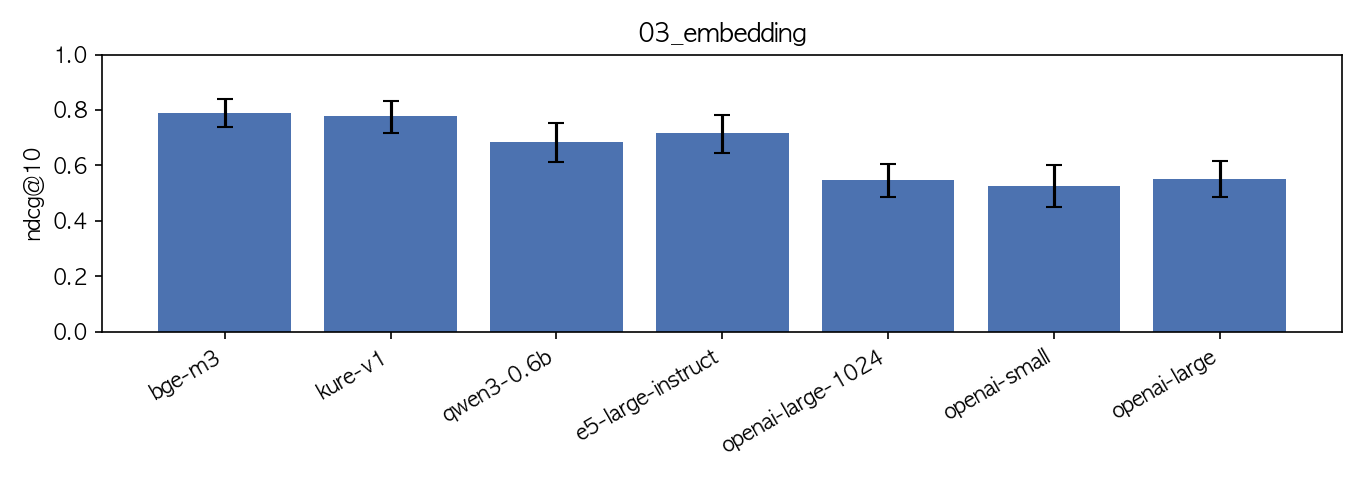 03_embedding
1.0
0.8
0.6
0.4
0.2
0.0
ndcg@10
bge-m3
kure-v1
qwen3-0.6b
e5-large-instruct
openai-large-1024
openai-small
openai-large